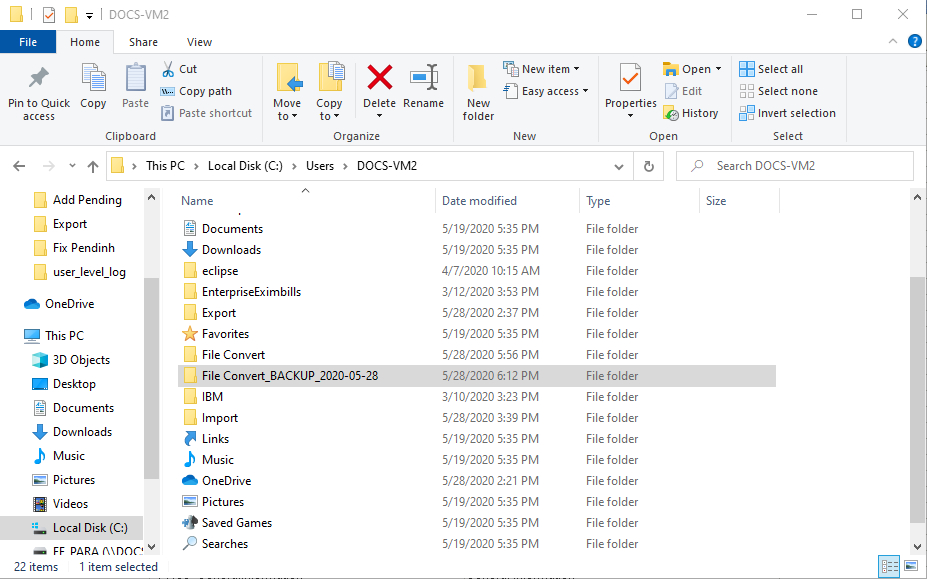 DOCS-VM2
File Home Share View
Pin to Quick access
Copy
Paste
Cut
Copy path
Paste shortcut
Clipboard
Move to
Copy to
Delete
Rename
Organize
New folder
New item
Easy access
New
Properties
Open
Edit
History
Open
Select all
Select none
Invert selection
Select
This PC > Local Disk (C:) > Users > DOCS-VM2
Search DOCS-VM2
Add Pending
Export
Fix Pendinh
user_level_log
OneDrive
This PC
3D Objects
Desktop
Documents
Downloads
Music
Pictures
Videos
Local Disk (C:)
Name Date modified Type Size
Documents 5/19/2020 5:35 PM File folder
Downloads 5/19/2020 5:35 PM File folder
eclipse 4/7/2020 10:15 AM File folder
EnterpriseEximbills 3/12/2020 3:53 PM File folder
Export 5/28/2020 2:37 PM File folder
Favorites 5/19/2020 5:35 PM File folder
File Convert 5/28/2020 5:56 PM File folder
File Convert_BACKUP_2020-05-28 5/28/2020 6:12 PM File folder
IBM 3/10/2020 3:23 PM File folder
Import 5/28/2020 3:39 PM File folder
Links 5/19/2020 5:35 PM File folder
Music 5/19/2020 5:35 PM File folder
OneDrive 5/28/2020 2:21 PM File folder
Pictures 5/19/2020 5:35 PM File folder
Saved Games 5/19/2020 5:35 PM File folder
Searches 5/19/2020 5:35 PM File folder
22 items 1 item selected